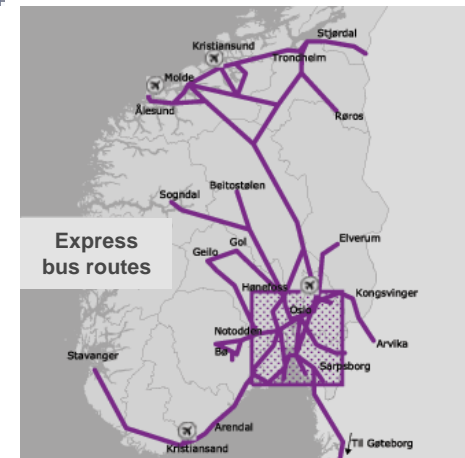 Kristiansund
Stjørdal
Trondheim
Molde
Ålesund
Røros
Beitostølen
Sogndal
Express
bus routes
Gol
Geilo
Elverum
Hønefoss
Kongsvinger
Oslo
Notodden
Bø
Arvika
Stavanger
Sarpsborg
Arendal
Kristiansand
Til Gøteborg